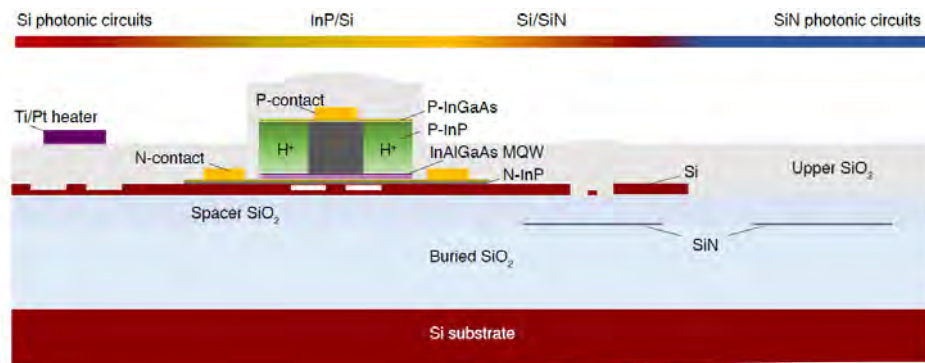 Si photonic circuits InP/Si Si/SiN SiN photonic circuits
P-contact P-InGaAs
Ti/Pt heater P-InP
H⁺ H⁺
N-contact InAlGaAs MQW
N-InP Si Upper SiO₂
Spacer SiO₂
SiN
Buried SiO₂
Si substrate